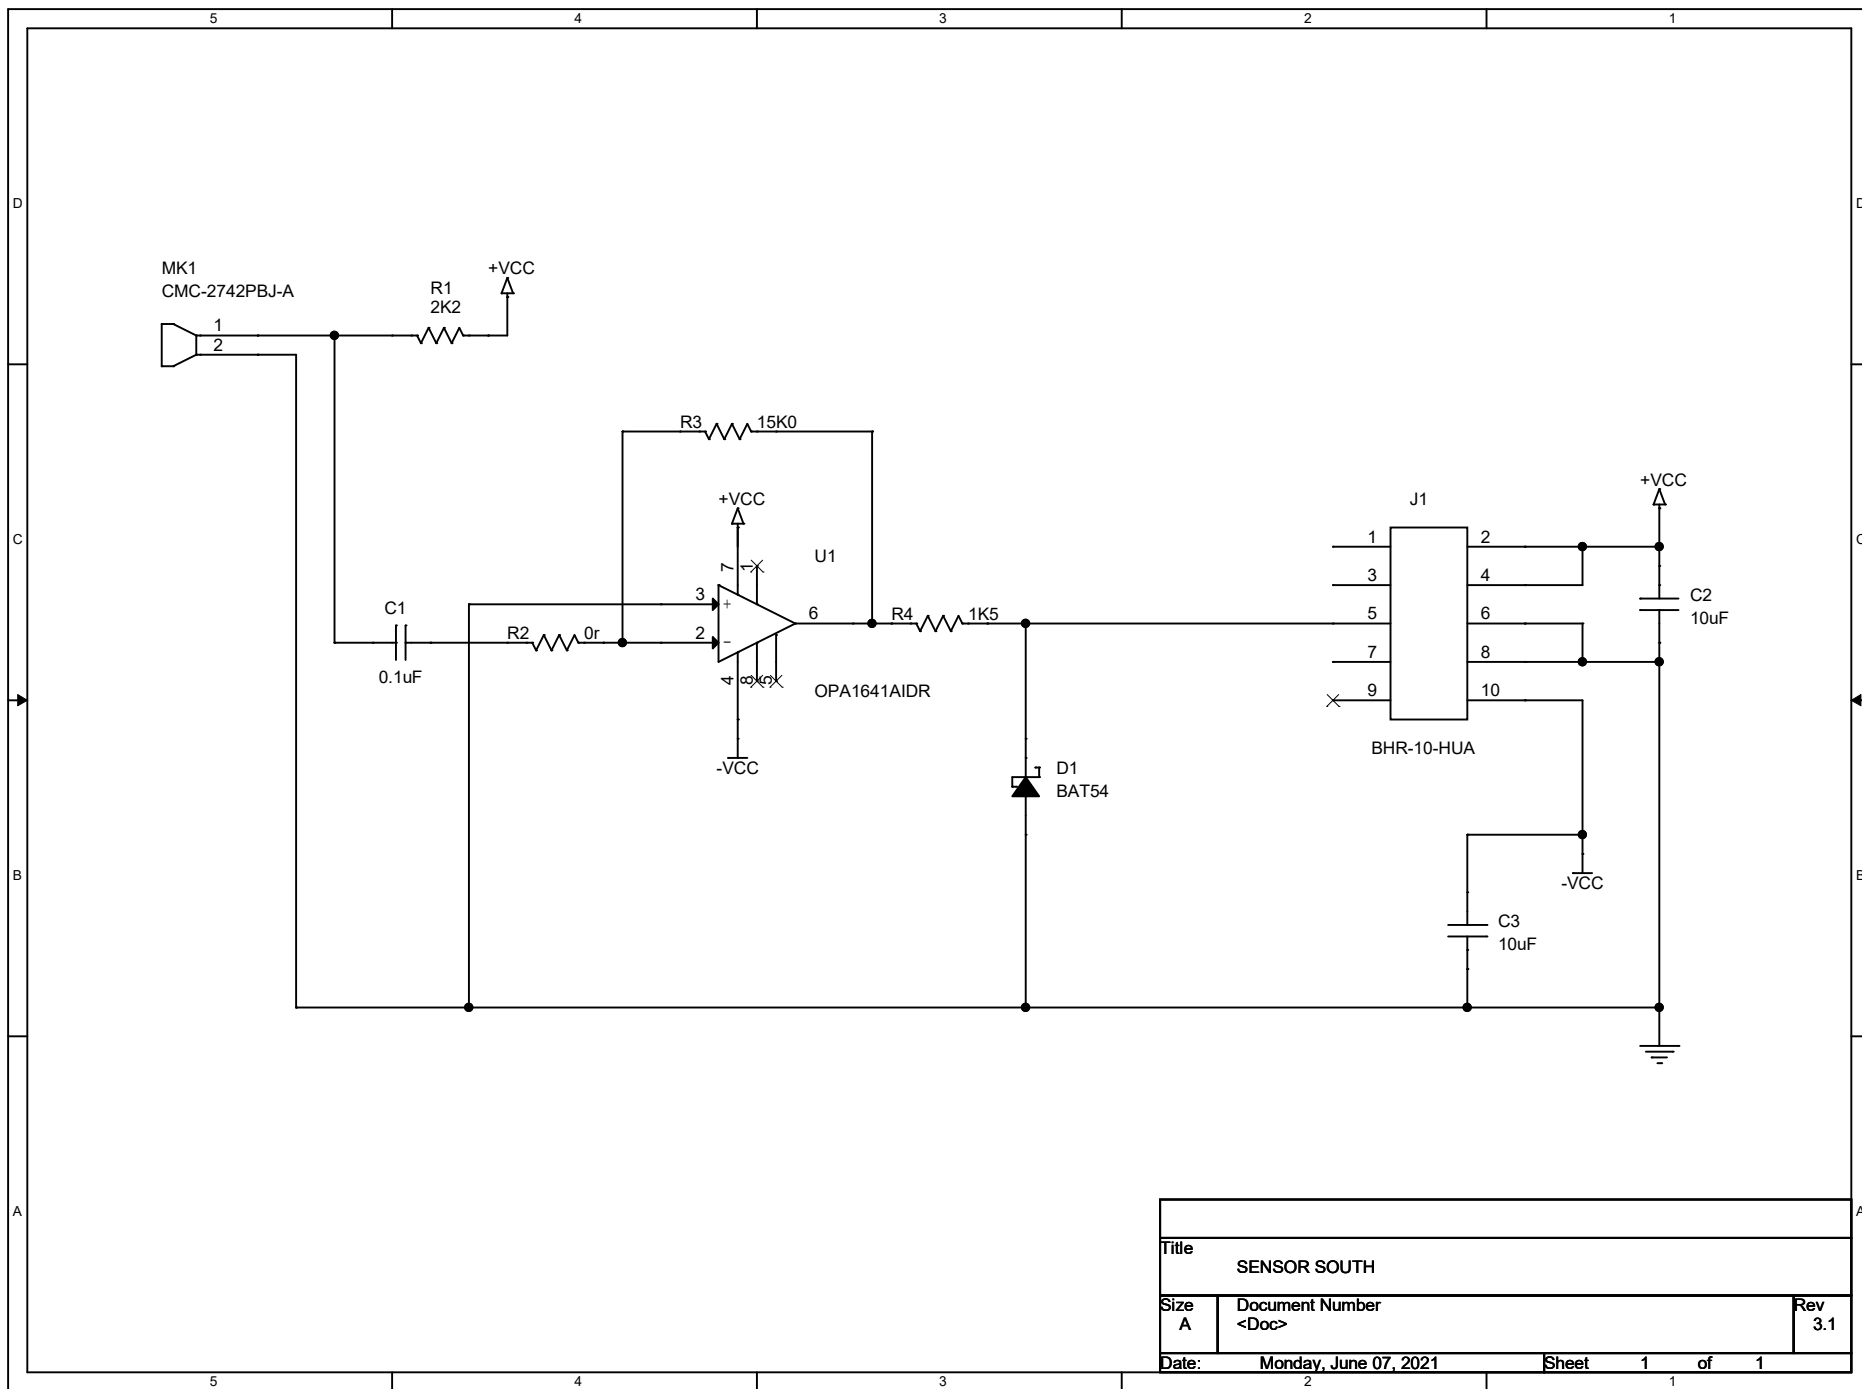 5 4 3 2 1
D D
MK1
CMC-2742PBJ-A
1
2
R1
2K2
+VCC
R3 15K0
+VCC
7 1
U1
3 +
2 -
6
4 8 5
OPA1641AIDR
-VCC
C1
0.1uF
R2 0r
R4 1K5
D1
BAT54
J1
+VCC
1 2
3 4
5 6
7 8
9 10
BHR-10-HUA
C2
10uF
-VCC
C3
10uF
C C
B B
A A
Title
SENSOR SOUTH
Size
A
Document Number
<Doc>
Rev
3.1
Date: Monday, June 07, 2021 Sheet 1 of 1
5 4 3 2 1